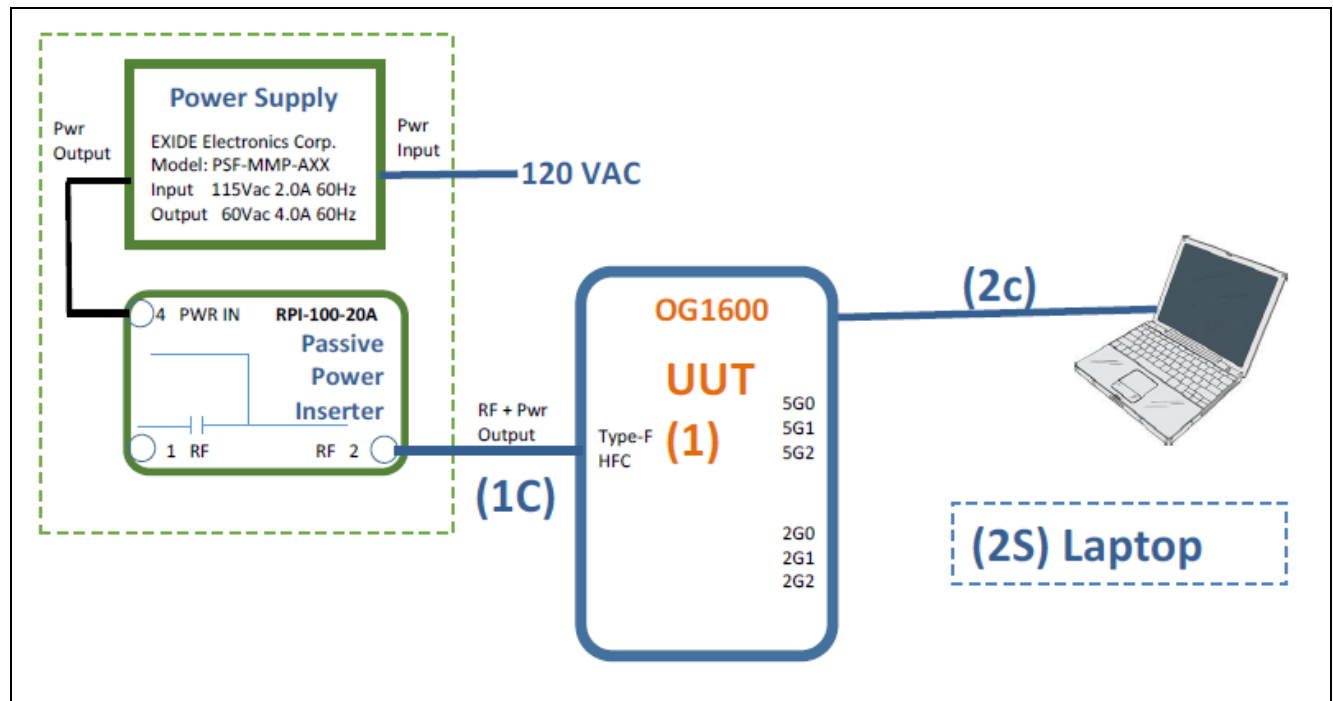 Power Supply
EXIDE Electronics Corp.
Model: PSF-MMP-AXX
Input 115Vac 2.0A 60Hz
Output 60Vac 4.0A 60Hz
Pwr
Output
Pwr
Input
120 VAC
4 PWR IN RPI-100-20A
Passive
Power
Inserter
1 RF RF 2
RF + Pwr
Output
(1C)
OG1600
UUT
(1)
Type-F
HFC
5G0
5G1
5G2
2G0
2G1
2G2
(2c)
(2S) Laptop